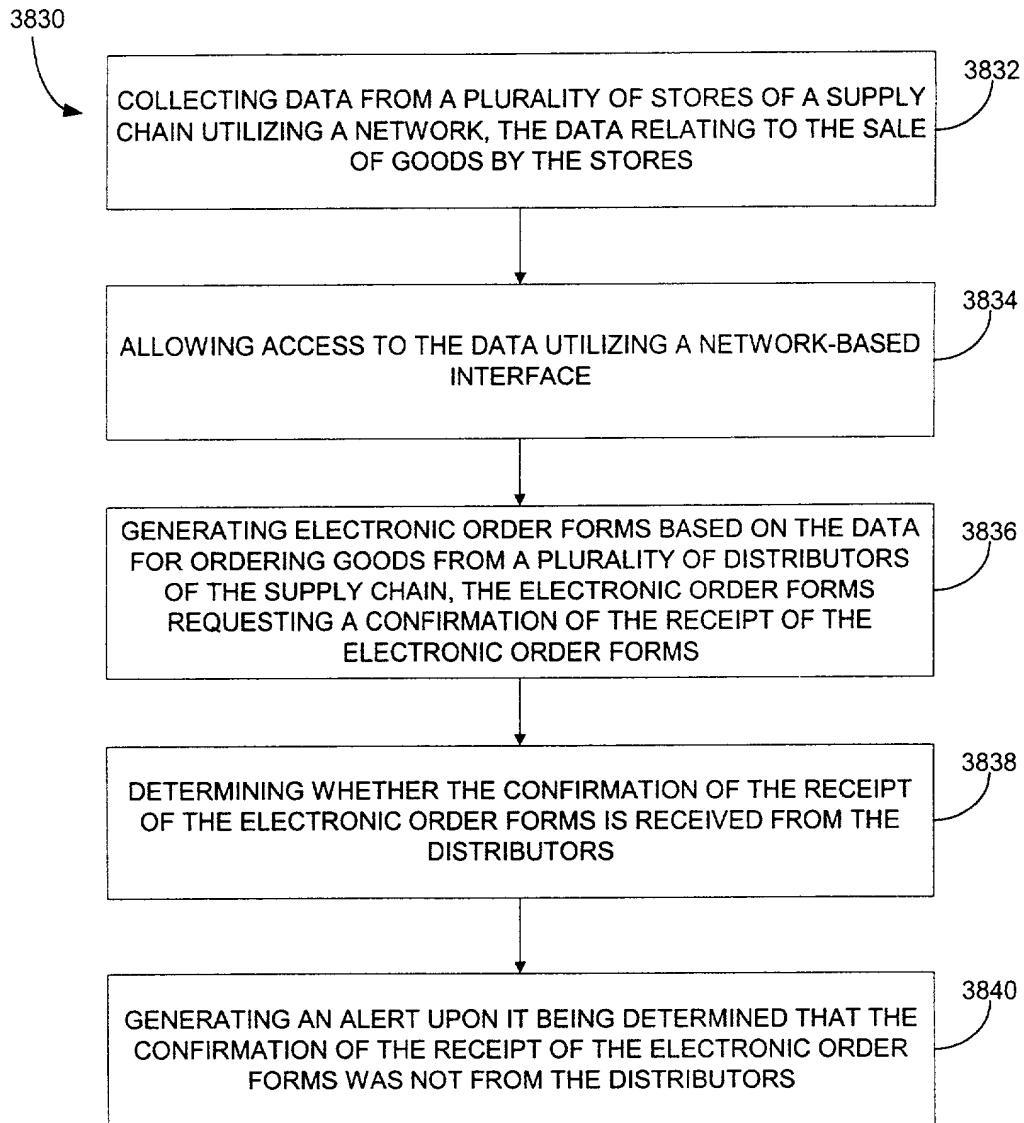 3830
3832
COLLECTING DATA FROM A PLURALITY OF STORES OF A SUPPLY
CHAIN UTILIZING A NETWORK, THE DATA RELATING TO THE SALE
OF GOODS BY THE STORES
3834
ALLOWING ACCESS TO THE DATA UTILIZING A NETWORK-BASED
INTERFACE
3836
GENERATING ELECTRONIC ORDER FORMS BASED ON THE DATA
FOR ORDERING GOODS FROM A PLURALITY OF DISTRIBUTORS
OF THE SUPPLY CHAIN, THE ELECTRONIC ORDER FORMS
REQUESTING A CONFIRMATION OF THE RECEIPT OF THE
ELECTRONIC ORDER FORMS
3838
DETERMINING WHETHER THE CONFIRMATION OF THE RECEIPT
OF THE ELECTRONIC ORDER FORMS IS RECEIVED FROM THE
DISTRIBUTORS
3840
GENERATING AN ALERT UPON IT BEING DETERMINED THAT THE
CONFIRMATION OF THE RECEIPT OF THE ELECTRONIC ORDER
FORMS WAS NOT FROM THE DISTRIBUTORS